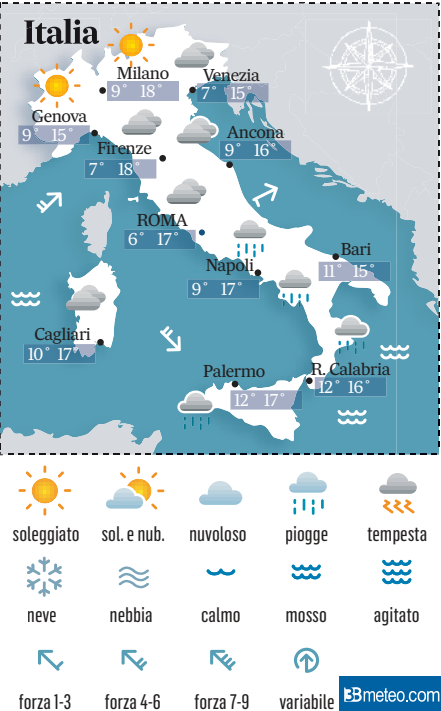 Italia
Milano
9° 18°
Venezia
7° 15°
Genova
9° 15°
Firenze
7° 18°
Ancona
9° 16°
ROMA
6° 17°
Napoli
9° 17°
Bari
11° 15°
Cagliari
10° 17°
Palermo
12° 17°
R. Calabria
12° 16°
soleggiato sol. e nub. nuvoloso piogge tempesta
neve nebbia calmo mosso agitato
forza 1-3 forza 4-6 forza 7-9 variabile
3Bmeteo.com